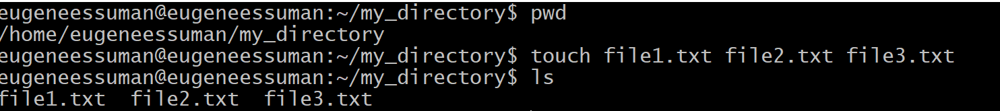 eugeneessuman@eugeneessuman:~/my_directory$ pwd
/home/eugeneessuman/my_directory
eugeneessuman@eugeneessuman:~/my_directory$ touch file1.txt file2.txt file3.txt
eugeneessuman@eugeneessuman:~/my_directory$ ls
file1.txt  file2.txt  file3.txt